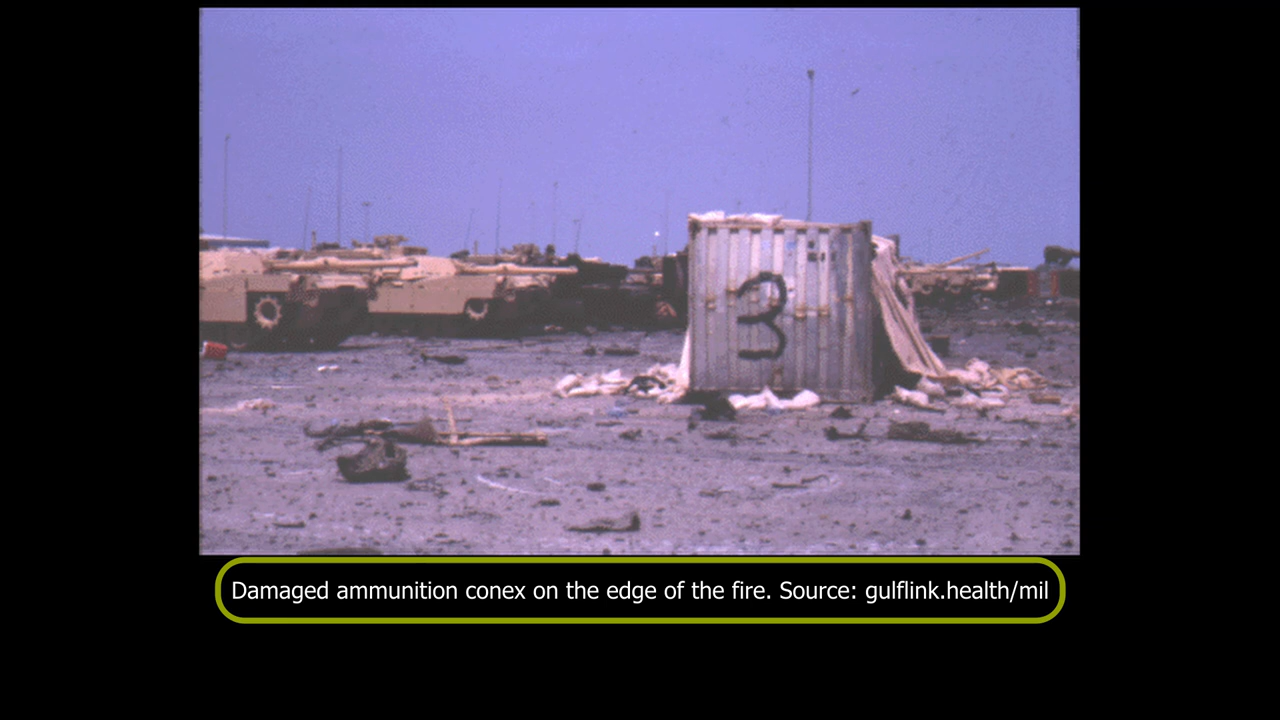 3
Damaged ammunition conex on the edge of the fire. Source: gulflink.health/mil